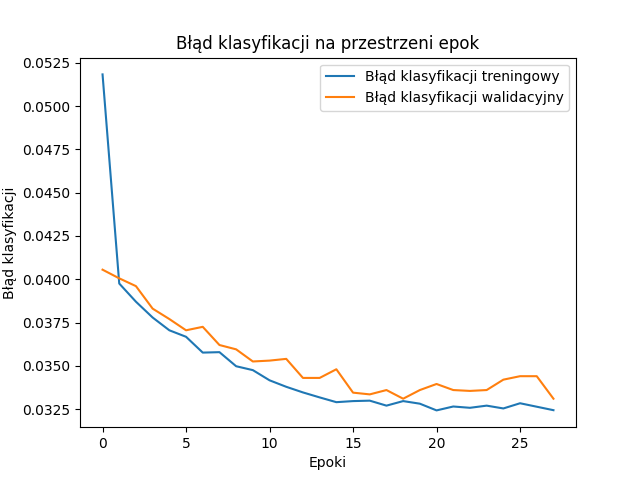 Błąd klasyfikacji na przestrzeni epok
Błąd klasyfikacji treningowy
Błąd klasyfikacji walidacyjny
Błąd klasyfikacji
0.0525
0.0500
0.0475
0.0450
0.0425
0.0400
0.0375
0.0350
0.0325
0 5 10 15 20 25
Epoki